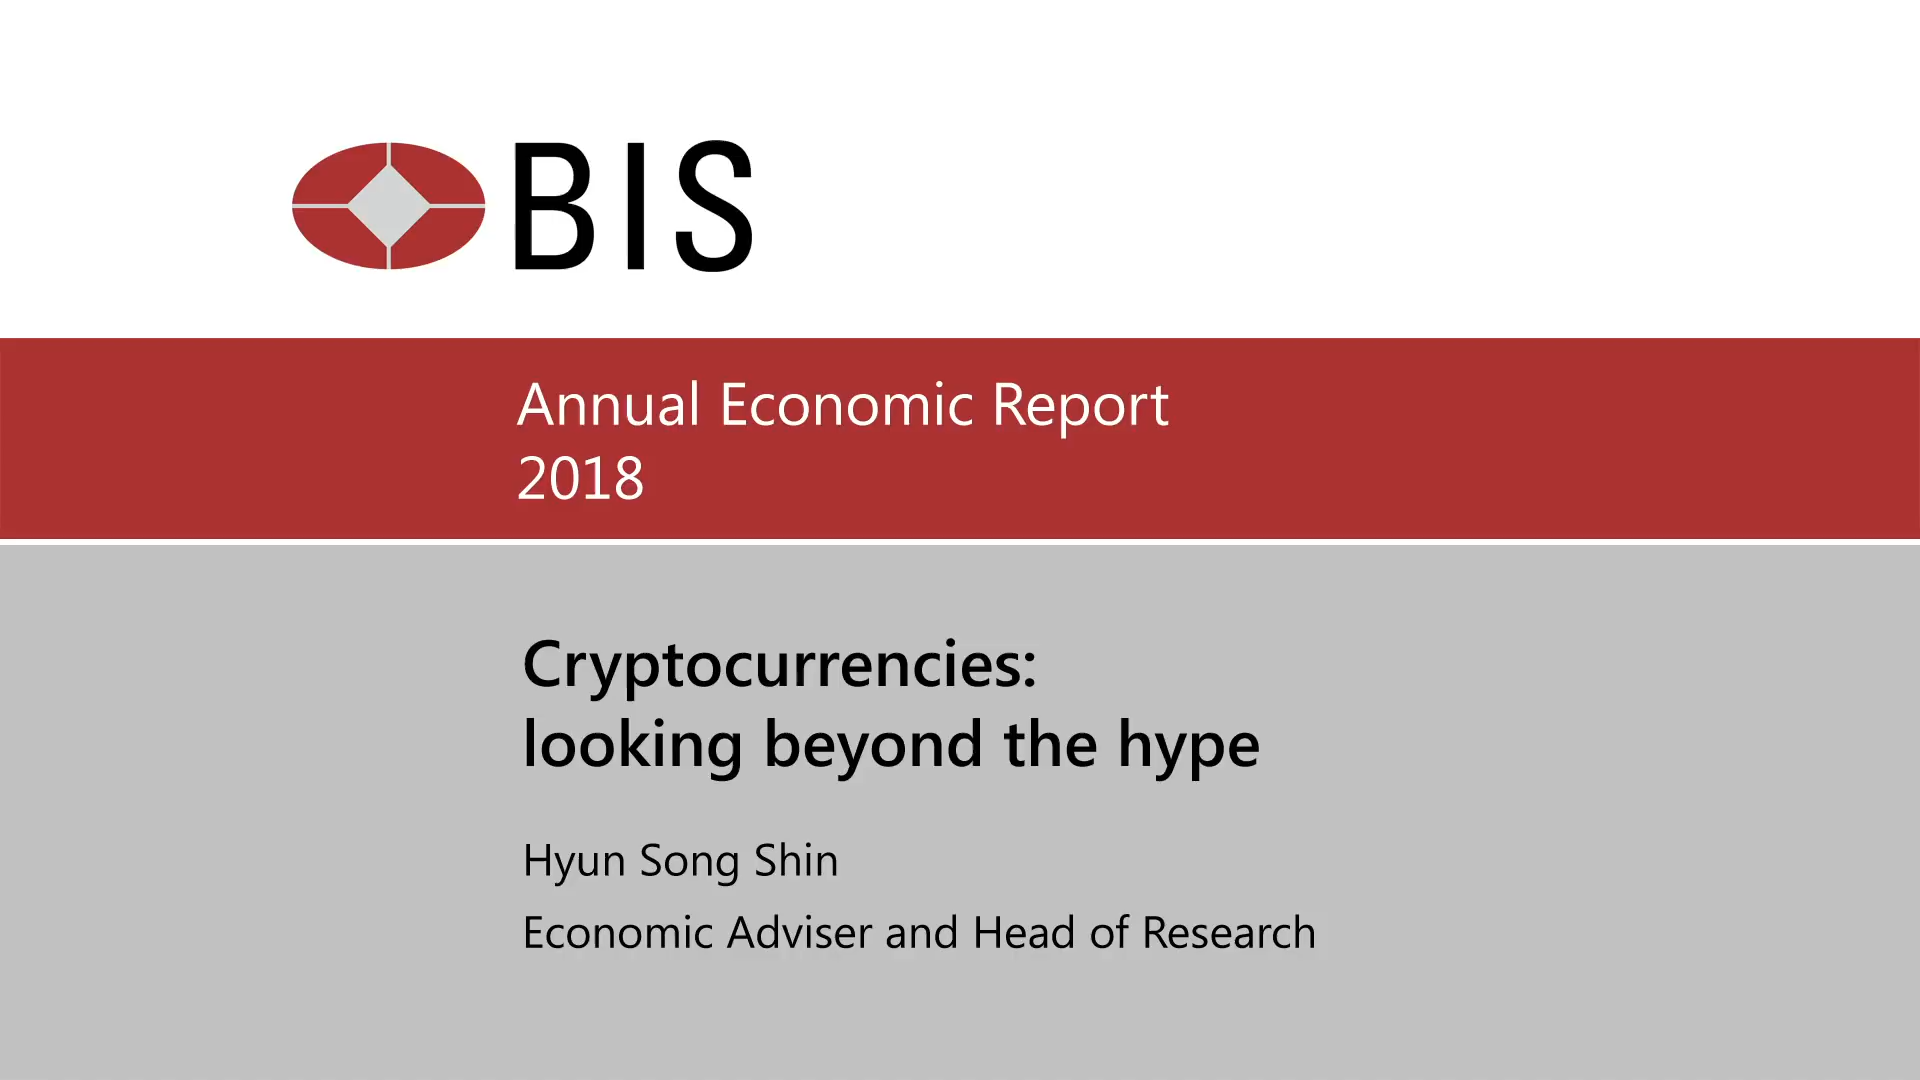 BIS
Annual Economic Report
2018
Cryptocurrencies:
looking beyond the hype
Hyun Song Shin
Economic Adviser and Head of Research